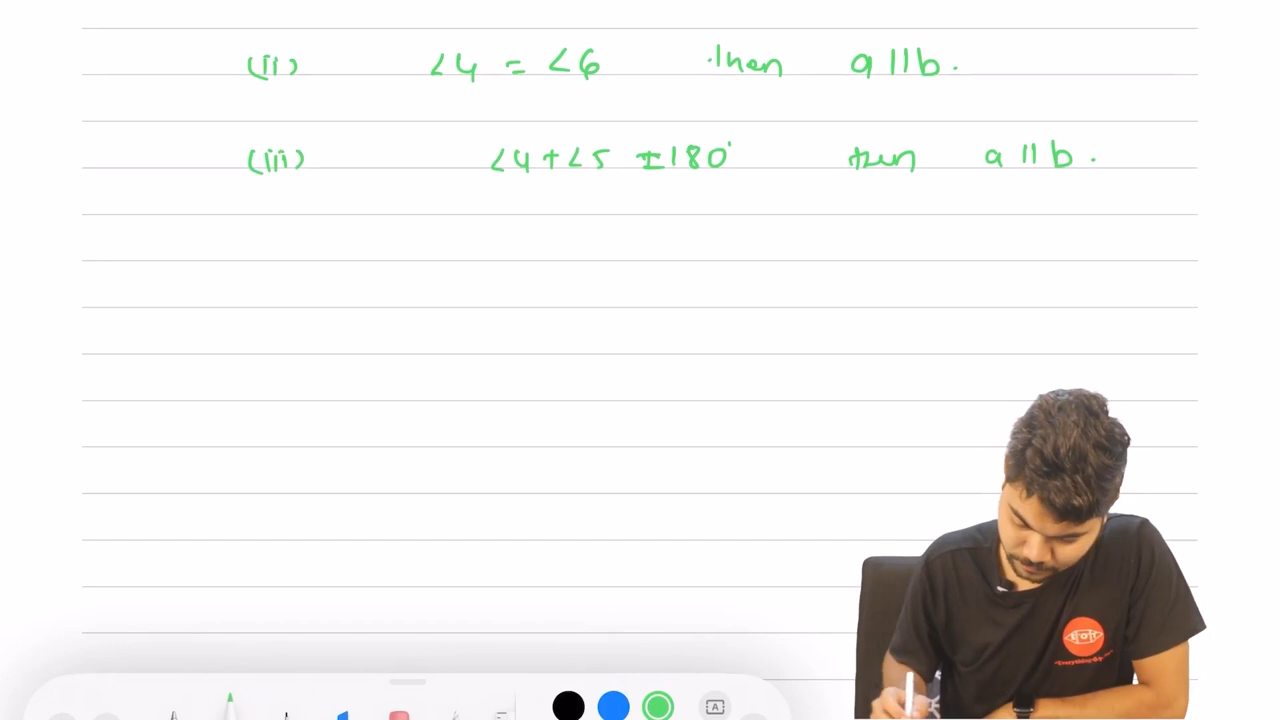 (ii) ∠4 = ∠6 then a || b.
(iii) ∠4 + ∠5 = 180° then a || b.
A